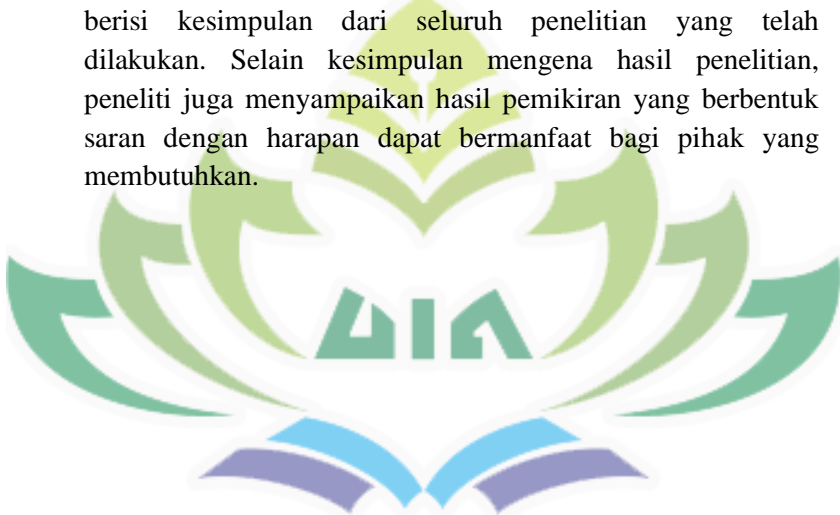 berisi kesimpulan dari seluruh penelitian yang telah
dilakukan. Selain kesimpulan mengena hasil penelitian,
peneliti juga menyampaikan hasil pemikiran yang berbentuk
saran dengan harapan dapat bermanfaat bagi pihak yang
membutuhkan.
UIN